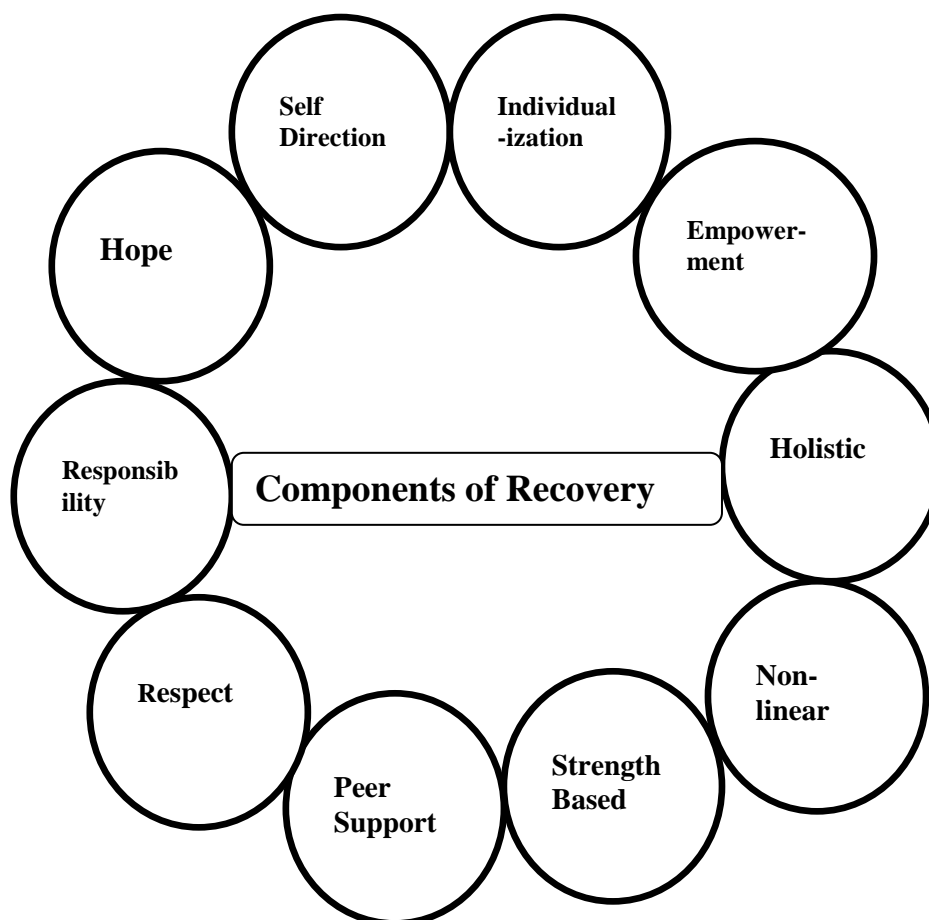 Self
Direction
Individual
-ization
Empower-
ment
Hope
Holistic
Components of Recovery
Responsib
ility
Non-
linear
Respect
Strength
Based
Peer
Support